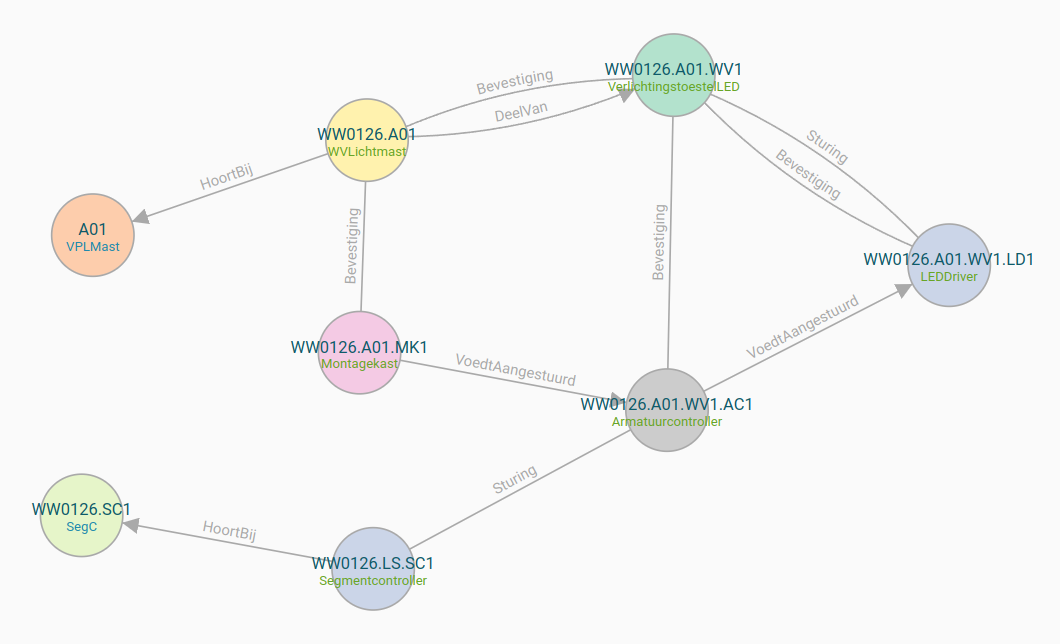 WW0126.A01.WV1
VerlichtingstoestelLED
Bevestiging
DeelVan
WW0126.A01
WVLichtmast
Sturing
Bevestiging
HoortBij
A01
VPLMast
Bevestiging
Bevestiging
WW0126.A01.WV1.LD1
LEDDriver
VoedtAangestuurd
WW0126.A01.MK1
Montagekast
VoedtAangestuurd
WW0126.A01.WV1.AC1
Armatuurcontroller
Sturing
WW0126.SC1
SegC
HoortBij
WW0126.LS.SC1
Segmentcontroller